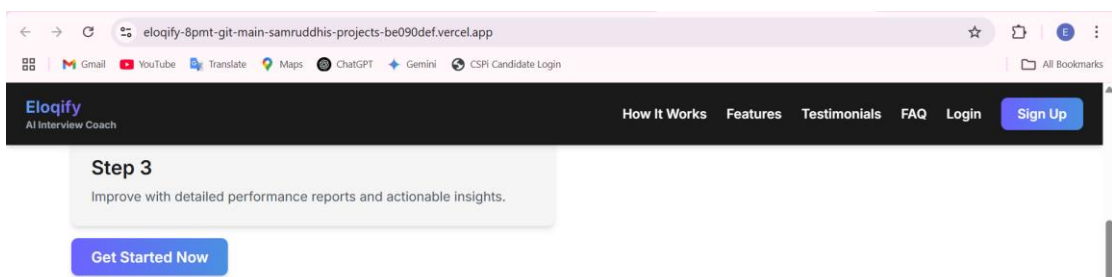 eloqify-8pmt-git-main-samruddhis-projects-be090def.vercel.app
E
Gmail YouTube Translate Maps ChatGPT Gemini CSPi Candidate Login All Bookmarks
Eloqify
AI Interview Coach
How It Works Features Testimonials FAQ Login Sign Up
Step 3
Improve with detailed performance reports and actionable insights.
Get Started Now